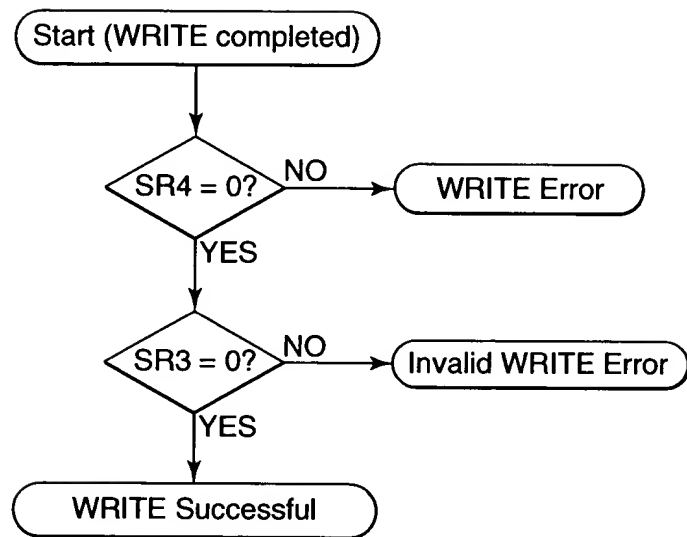 Start (WRITE completed)
SR4 = 0?
NO
WRITE Error
YES
SR3 = 0?
NO
Invalid WRITE Error
YES
WRITE Successful